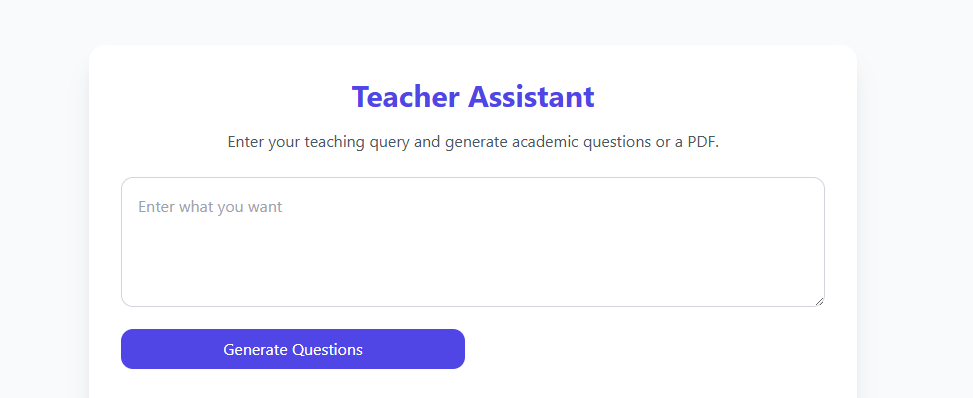 Teacher Assistant
Enter your teaching query and generate academic questions or a PDF.
Enter what you want
Generate Questions